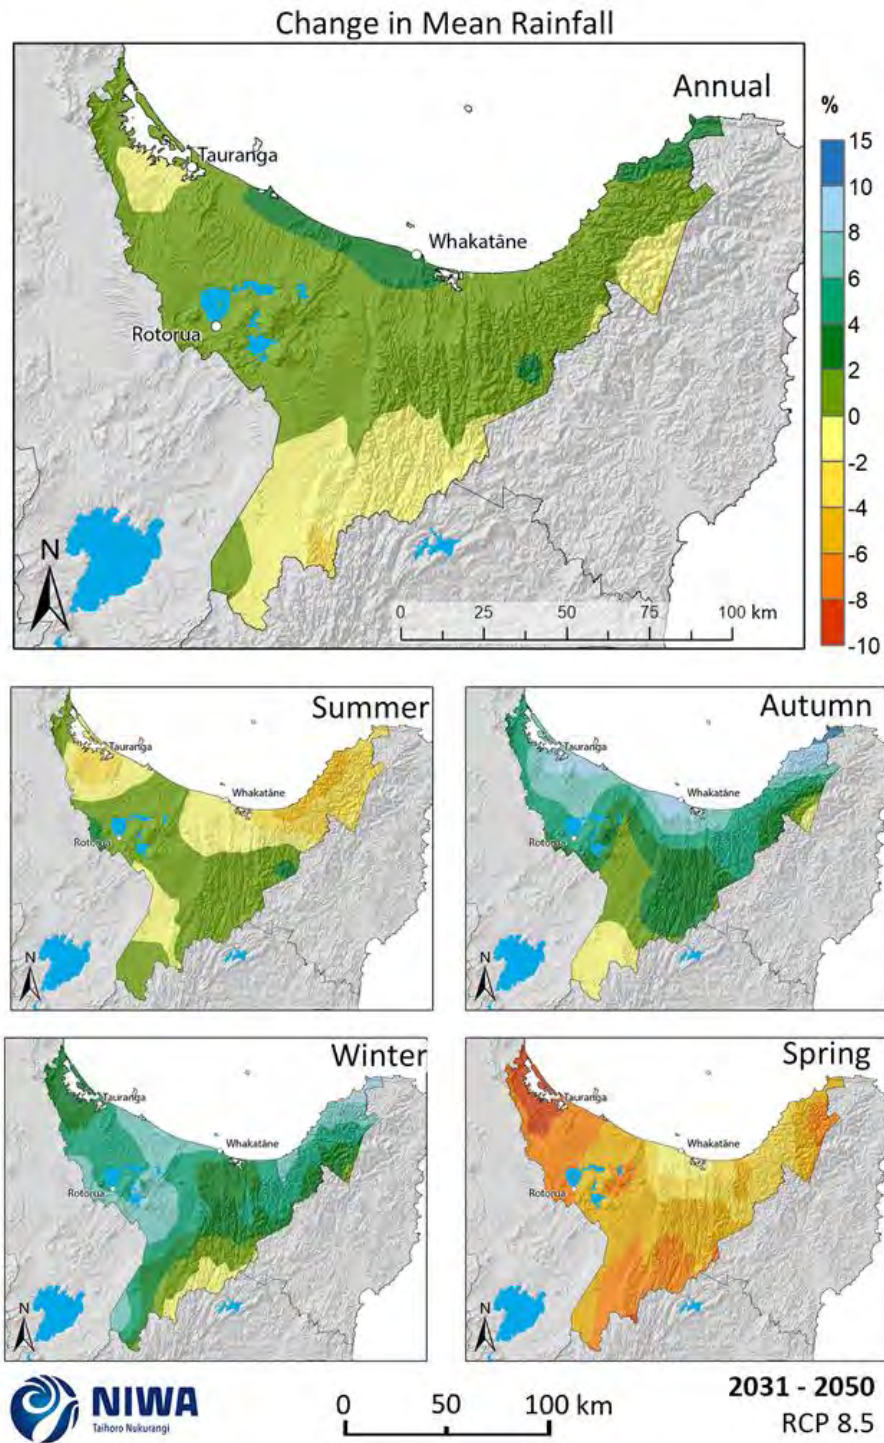 Change in Mean Rainfall
Annual
%
Tauranga
Whakatāne
Rotorua
15
10
8
6
4
2
0
-2
-4
-6
-8
-10
N
0 25 50 75 100 km
Summer
Tauranga
Whakatāne
Rotorua
N
Autumn
Tauranga
Whakatāne
Rotorua
N
Winter
Tauranga
Whakatāne
Rotorua
N
Spring
Tauranga
Whakatāne
Rotorua
N
NIWA
Taihoro Nukurangi
0 50 100 km
2031 - 2050
RCP 8.5